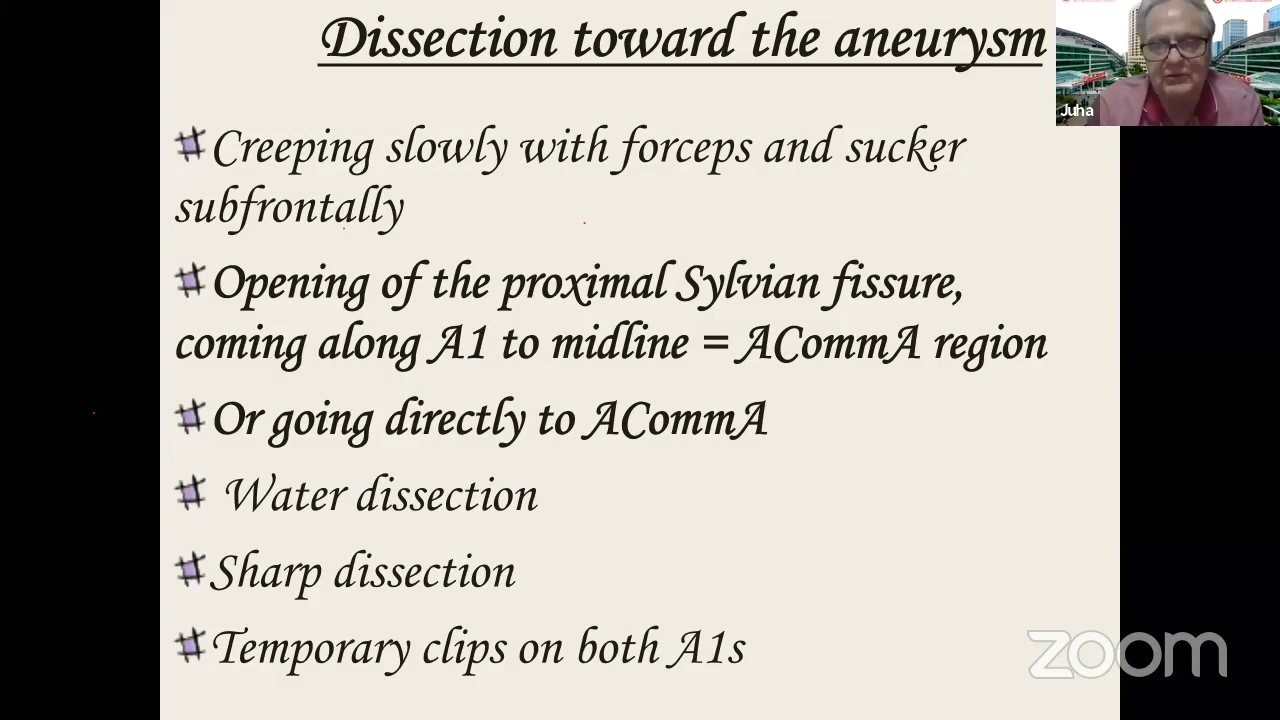 Dissection toward the aneurysm
Juha
Creeping slowly with forceps and sucker
subfrontally
Opening of the proximal Sylvian fissure,
coming along A1 to midline = ACommA region
Or going directly to ACommA
Water dissection
Sharp dissection
Temporary clips on both A1s
zoom